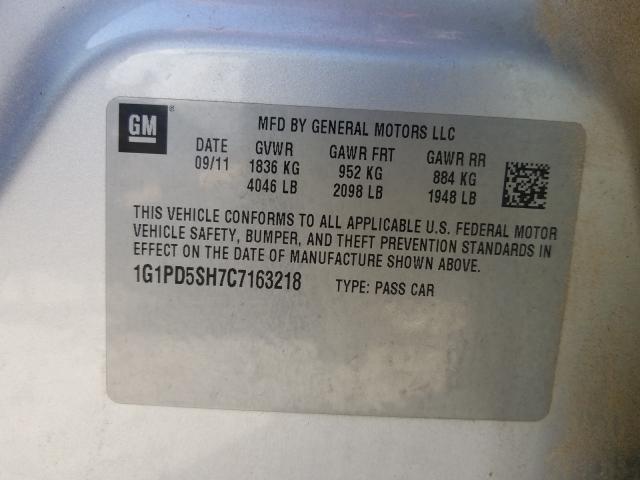 GM ®
MFD BY GENERAL MOTORS LLC
DATE GVWR GAWR FRT GAWR RR
09/11 1836 KG 952 KG 884 KG
4046 LB 2098 LB 1948 LB
THIS VEHICLE CONFORMS TO ALL APPLICABLE U.S. FEDERAL MOTOR
VEHICLE SAFETY, BUMPER, AND THEFT PREVENTION STANDARDS IN
EFFECT ON THE DATE OF MANUFACTURE SHOWN ABOVE.
1G1PD5SH7C7163218 TYPE: PASS CAR